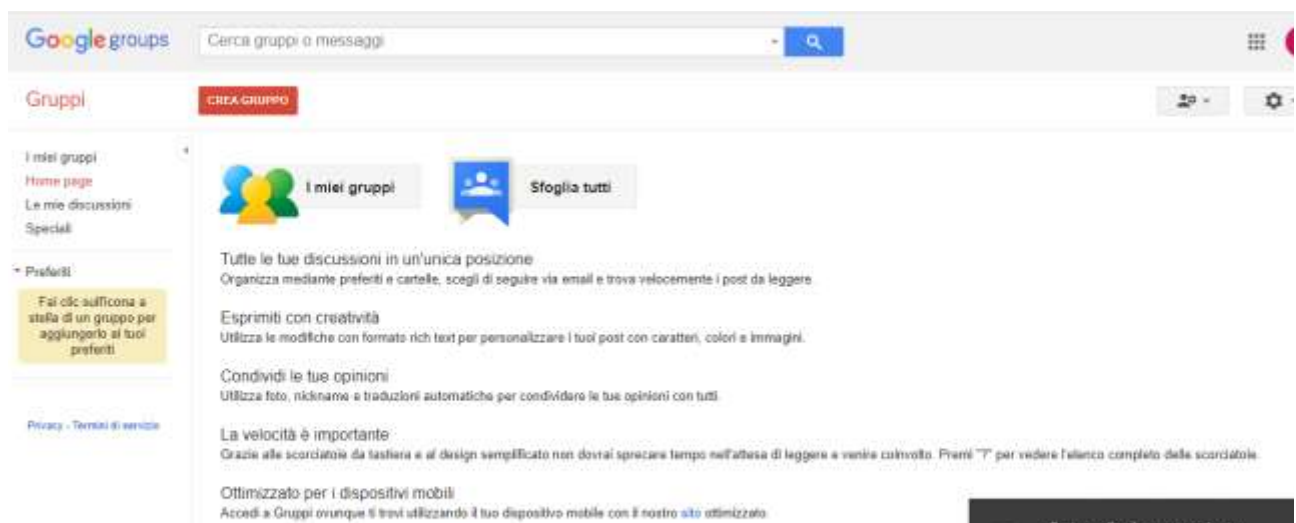 Google groups
Cerca gruppi o messaggi
Gruppi
CREA GRUPPO
I miei gruppi
Home page
Le mie discussioni
Speciali
Preferiti
Fai clic sull'icona a
stella di un gruppo per
aggiungerlo ai tuoi
preferiti
Privacy - Termini di servizio
I miei gruppi
Sfoglia tutti
Tutte le tue discussioni in un'unica posizione
Organizza mediante preferiti e cartelle, scegli di seguire via email e trova velocemente i post da leggere.
Esprimiti con creatività
Utilizza le modifiche con formato rich text per personalizzare i tuoi post con caratteri, colori e immagini.
Condividi le tue opinioni
Utilizza foto, nickname e traduzioni automatiche per condividere le tue opinioni con tutti.
La velocità è importante
Grazie alle scorciatoie da tastiera e al design semplificato non dovrai sprecare tempo nell'attesa di leggere e venire coinvolto. Premi "?" per vedere l'elenco completo delle scorciatoie.
Ottimizzato per i dispositivi mobili
Accedi a Gruppi ovunque ti trovi utilizzando il tuo dispositivo mobile con il nostro sito ottimizzato.